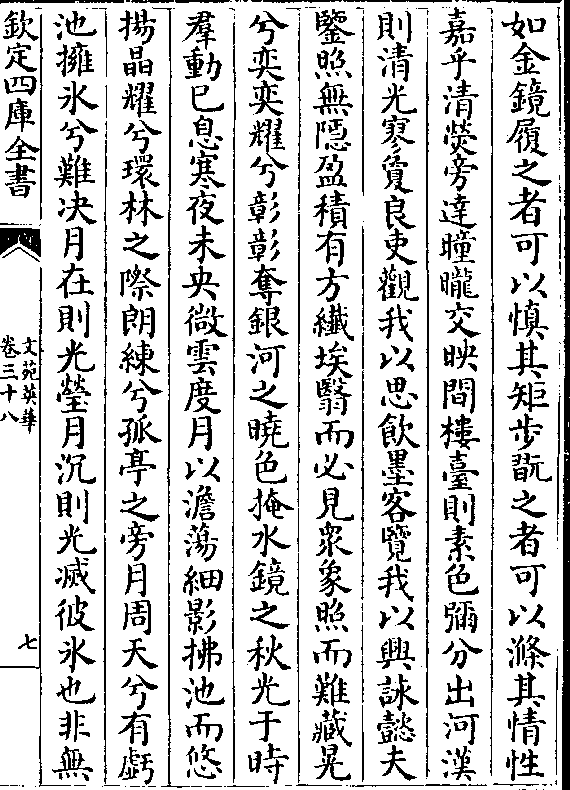 如金鏡履之者可以慎其矩步翫之者可以滌其情性
嘉乎清熒旁達曈曨交映間樓臺則素色彌分出河漢
則清光寥敻良吏觀我以思飲墨客覽我以興詠懿夫
鑒照無隱盈積有方纎埃翳而必見衆象照而難藏晃
兮奕奕耀兮彰彰奪銀河之曉色掩水鏡之秋光于時
羣動已息寒夜未央微雲度月以澹蕩細影拂池而悠
揚晶耀兮環林之際朗練兮孤亭之旁月周天兮有虧
池擁氷兮難決月在則光瑩月沉則光滅彼氷也非無
欽定四庫全書
文苑英華
卷三十八
七